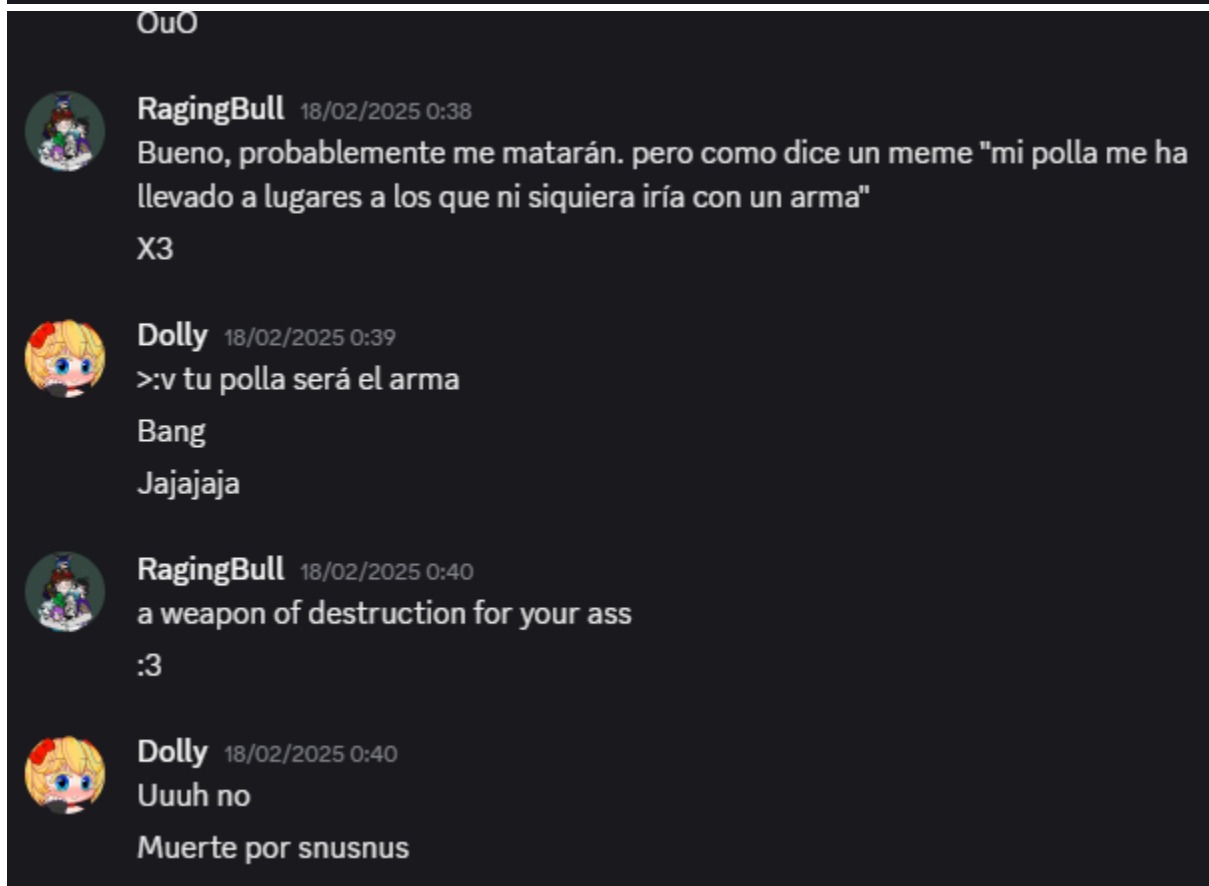 OuO
RagingBull 18/02/2025 0:38
Bueno, probablemente me matarán. pero como dice un meme "mi polla me ha
llevado a lugares a los que ni siquiera iría con un arma"
X3
Dolly 18/02/2025 0:39
>:v tu polla será el arma
Bang
Jajajaja
RagingBull 18/02/2025 0:40
a weapon of destruction for your ass
:3
Dolly 18/02/2025 0:40
Uuuh no
Muerte por snusnus